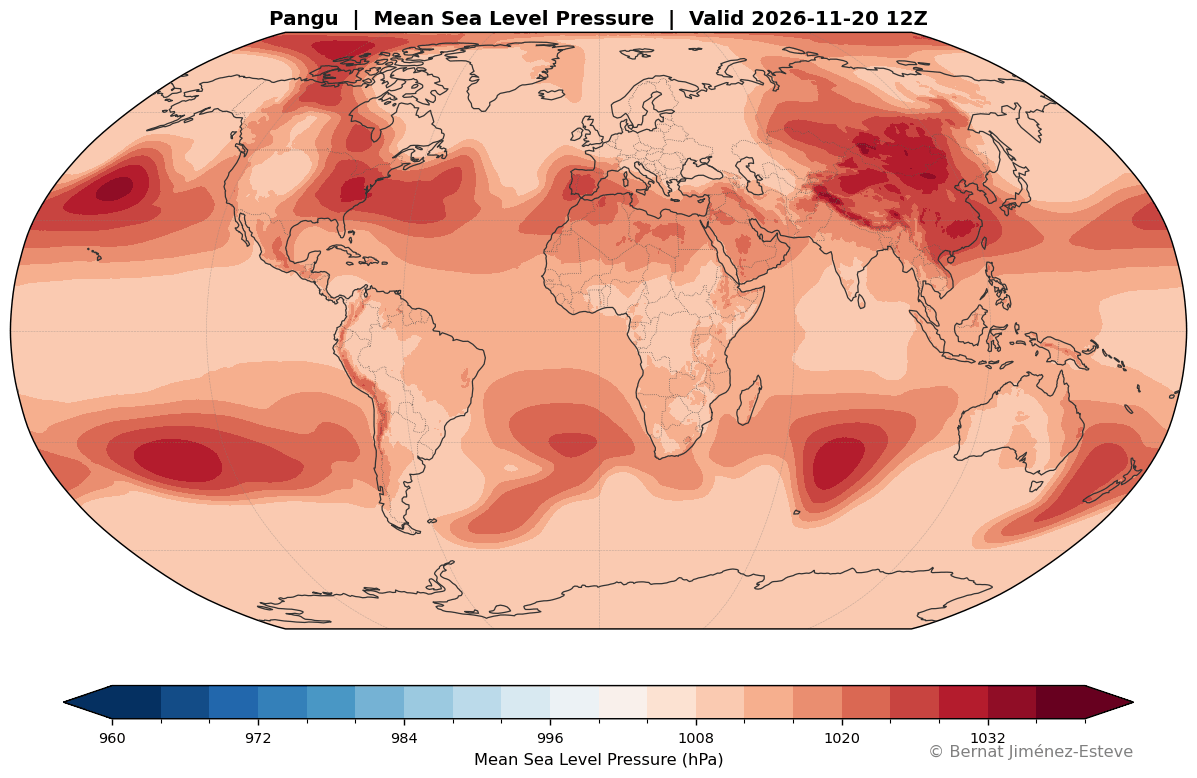 Pangu | Mean Sea Level Pressure | Valid 2026-11-20 12Z
960 972 984 996 1008 1020 1032
Mean Sea Level Pressure (hPa)
© Bernat Jiménez-Esteve